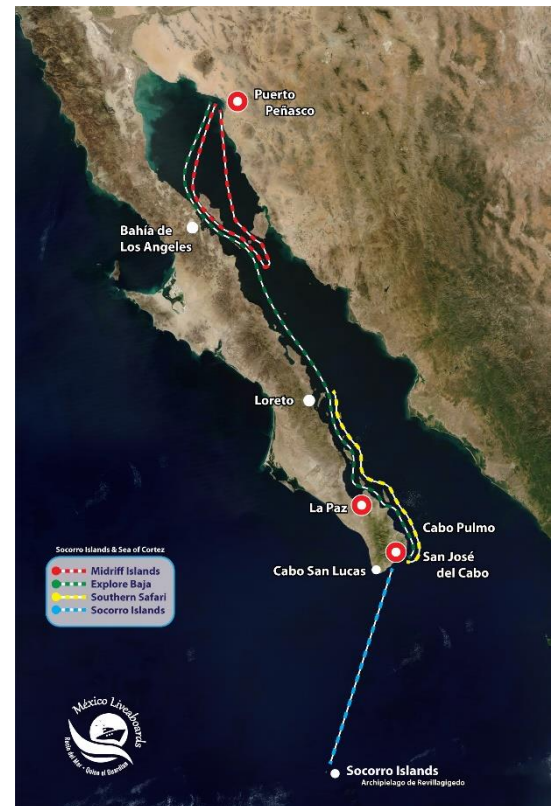 Puerto
Peñasco
Bahía de
Los Angeles
Loreto
La Paz
Cabo Pulmo
San José
del Cabo
Cabo San Lucas
Socorro Islands & Sea of Cortez
Midriff Islands
Explore Baja
Southern Safari
Socorro Islands
México Liveaboards
Socorro Islands
Archipielago de Revillagigedo